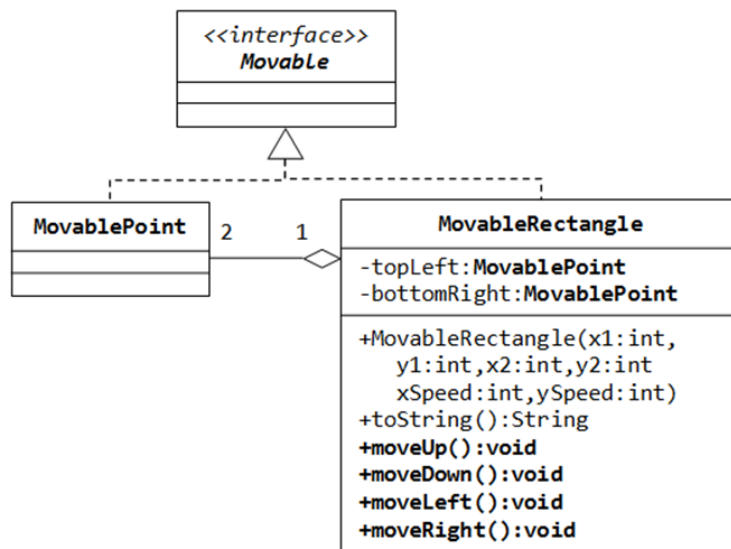 <<interface>>
Movable
MovablePoint
2
1
MovableRectangle
-topLeft:MovablePoint
-bottomRight:MovablePoint
+MovableRectangle(x1:int,
y1:int,x2:int,y2:int
xSpeed:int,ySpeed:int)
+toString():String
+moveUp():void
+moveDown():void
+moveLeft():void
+moveRight():void